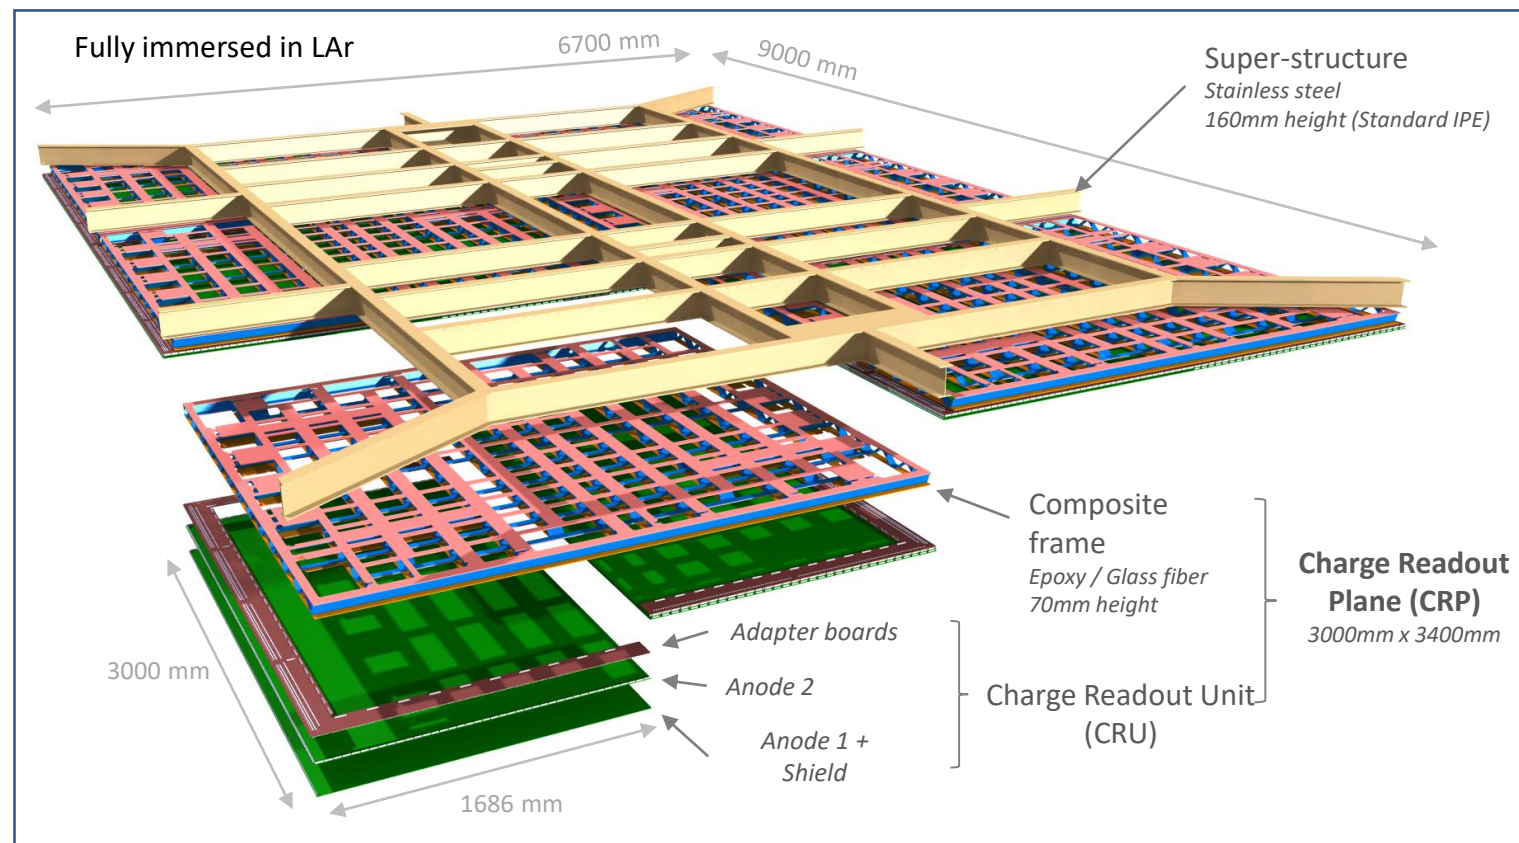 Fully immersed in LAr
6700 mm
9000 mm
Super-structure
Stainless steel
160mm height (Standard IPE)
Composite
frame
Epoxy / Glass fiber
70mm height
Charge Readout
Plane (CRP)
3000mm x 3400mm
Adapter boards
Anode 2
Anode 1 +
Shield
Charge Readout Unit
(CRU)
3000 mm
1686 mm